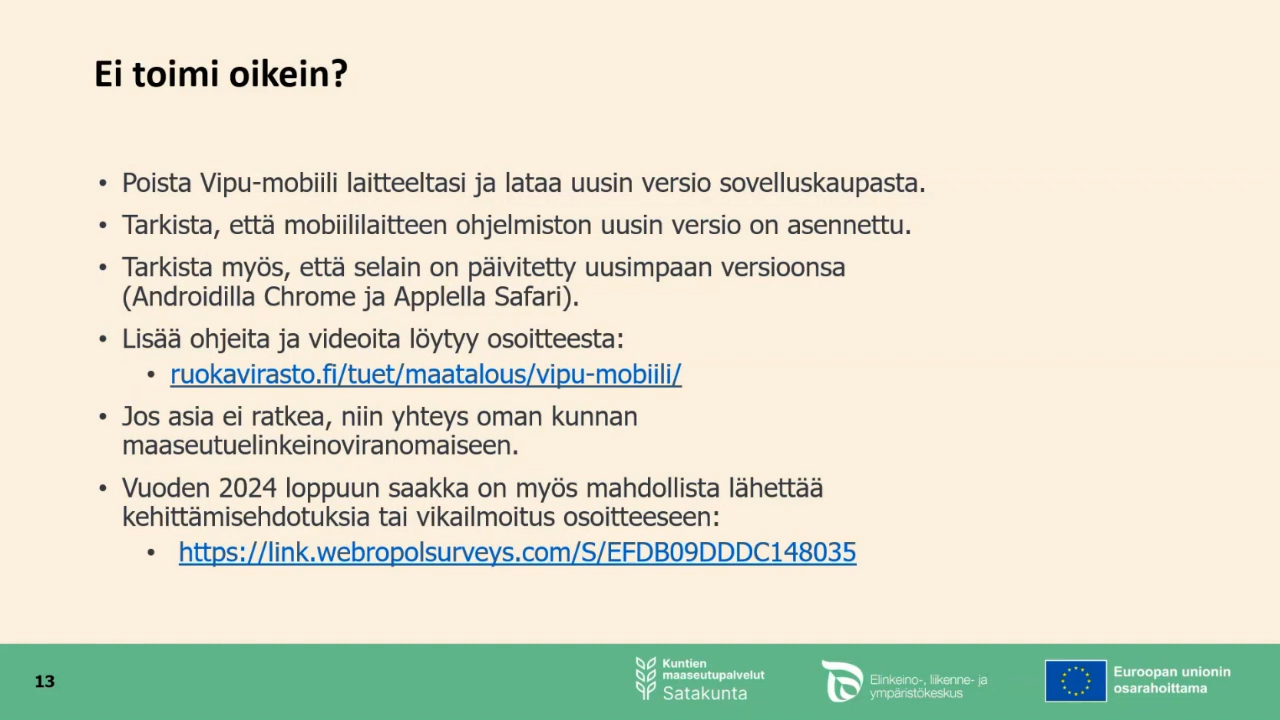 Ei toimi oikein?
• Poista Vipu-mobiili laitteeltasi ja lataa uusin versio sovelluskaupasta.
• Tarkista, että mobiililaitteen ohjelmiston uusin versio on asennettu.
• Tarkista myös, että selain on päivitetty uusimpaan versioonsa
(Androidilla Chrome ja Applella Safari).
• Lisää ohjeita ja videoita löytyy osoitteesta:
• ruokavirasto.fi/tuet/maatalous/vipu-mobiili/
• Jos asia ei ratkea, niin yhteys oman kunnan
maaseutuelinkeinoviranomaiseen.
• Vuoden 2024 loppuun saakka on myös mahdollista lähettää
kehittämisehdotuksia tai vikailmoitus osoitteeseen:
• https://link.webropolsurveys.com/S/EFDB09DDDC148035
13
Kuntien
maaseutupalvelut
Satakunta
Elinkeino-, liikenne- ja
ympäristökeskus
Euroopan unionin
osarahoittama